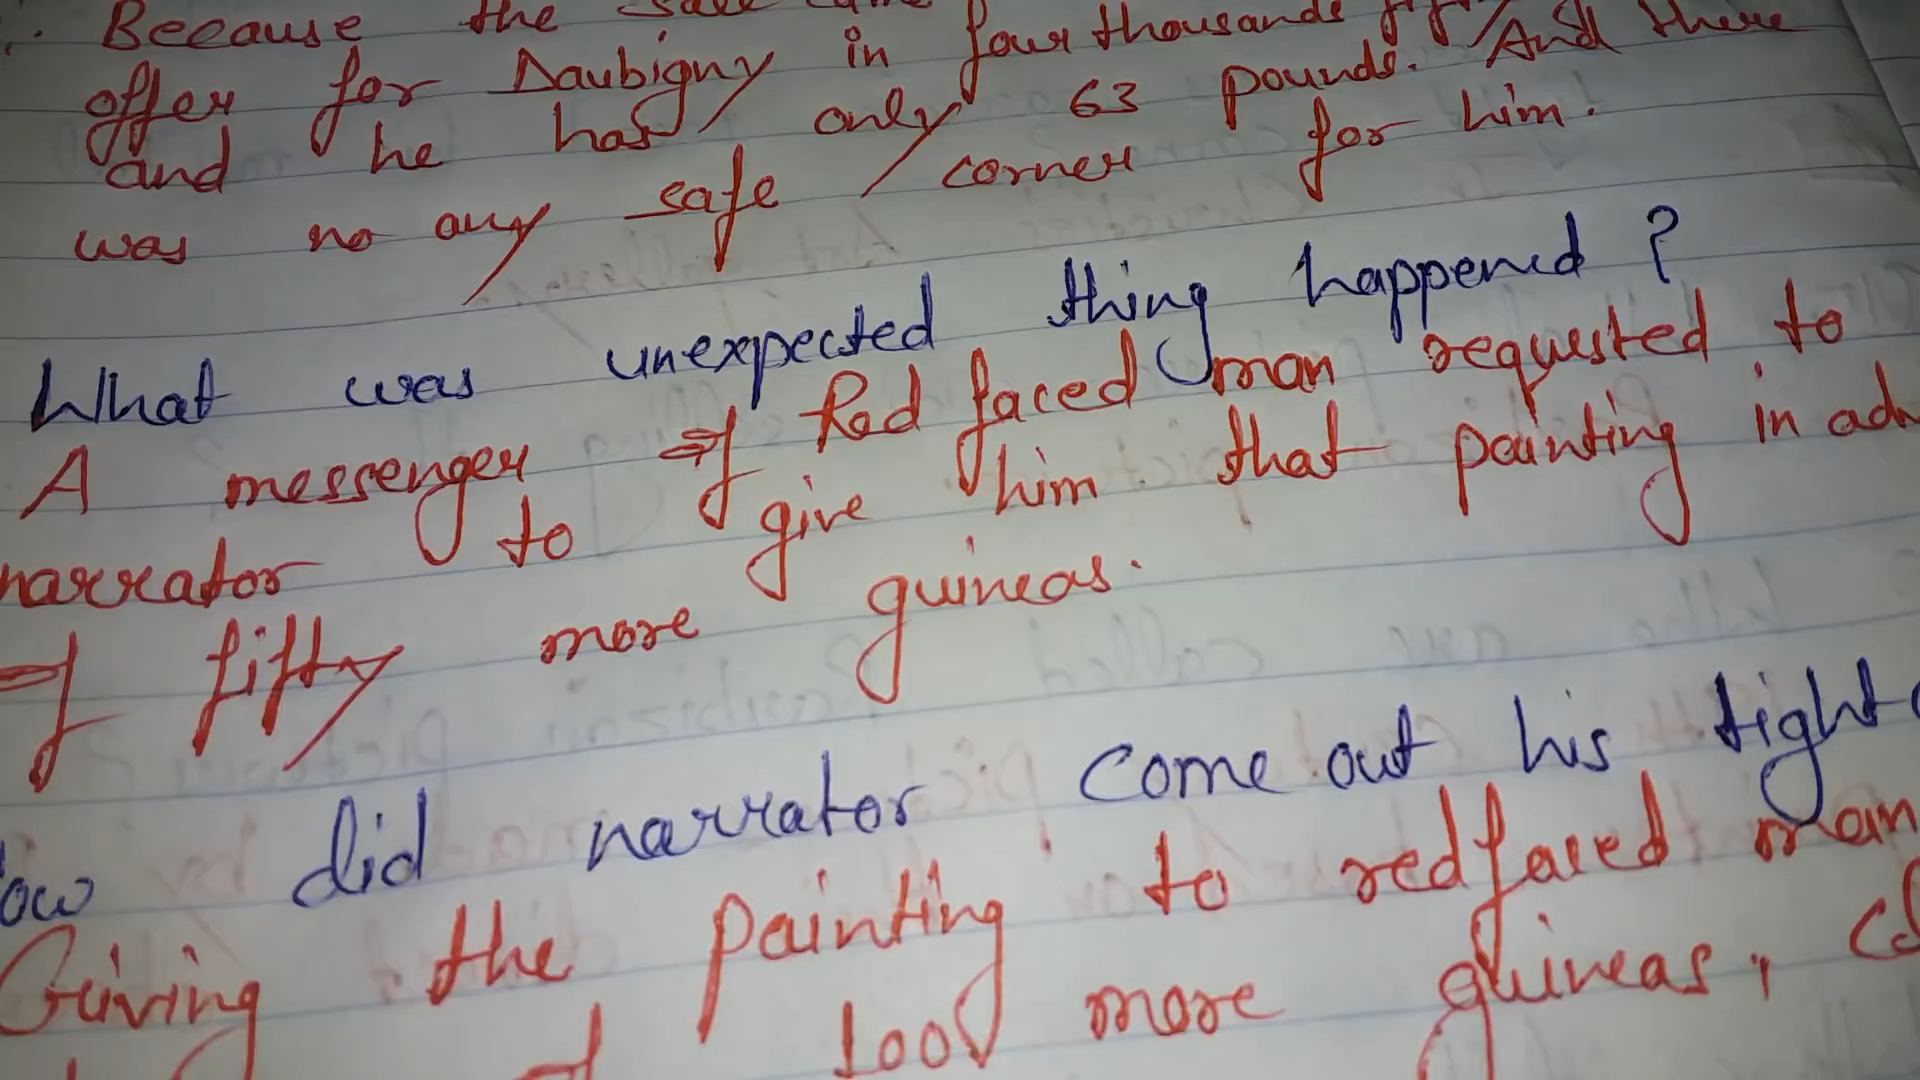 Because the
offer for Daubigny in four thousands
and he has only 63 pounds. And there
was no any safe corner for him.
What was unexpected thing happened ?
A messenger of Red faced man requested to
narrator to give him that painting in
of fifty more guineas.
did narrator come out his tight
Giving the painting to redfaced man
100 more guineas,